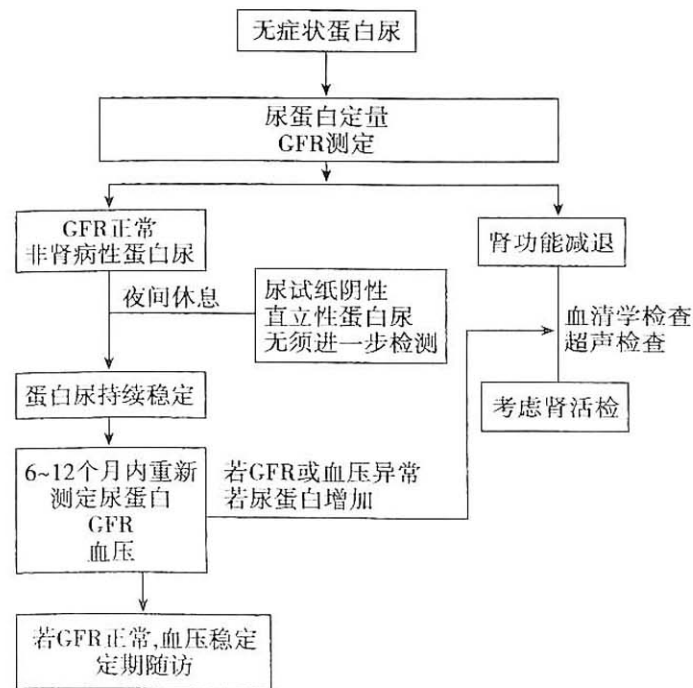 无症状蛋白尿
尿蛋白定量
GFR测定
GFR正常
非肾病性蛋白尿
肾功能减退
夜间休息
尿试纸阴性
直立性蛋白尿
无须进一步检测
血清学检查
超声检查
蛋白尿持续稳定
考虑肾活检
6~12个月内重新
测定尿蛋白
GFR
血压
若GFR或血压异常
若尿蛋白增加
若GFR正常,血压稳定
定期随访